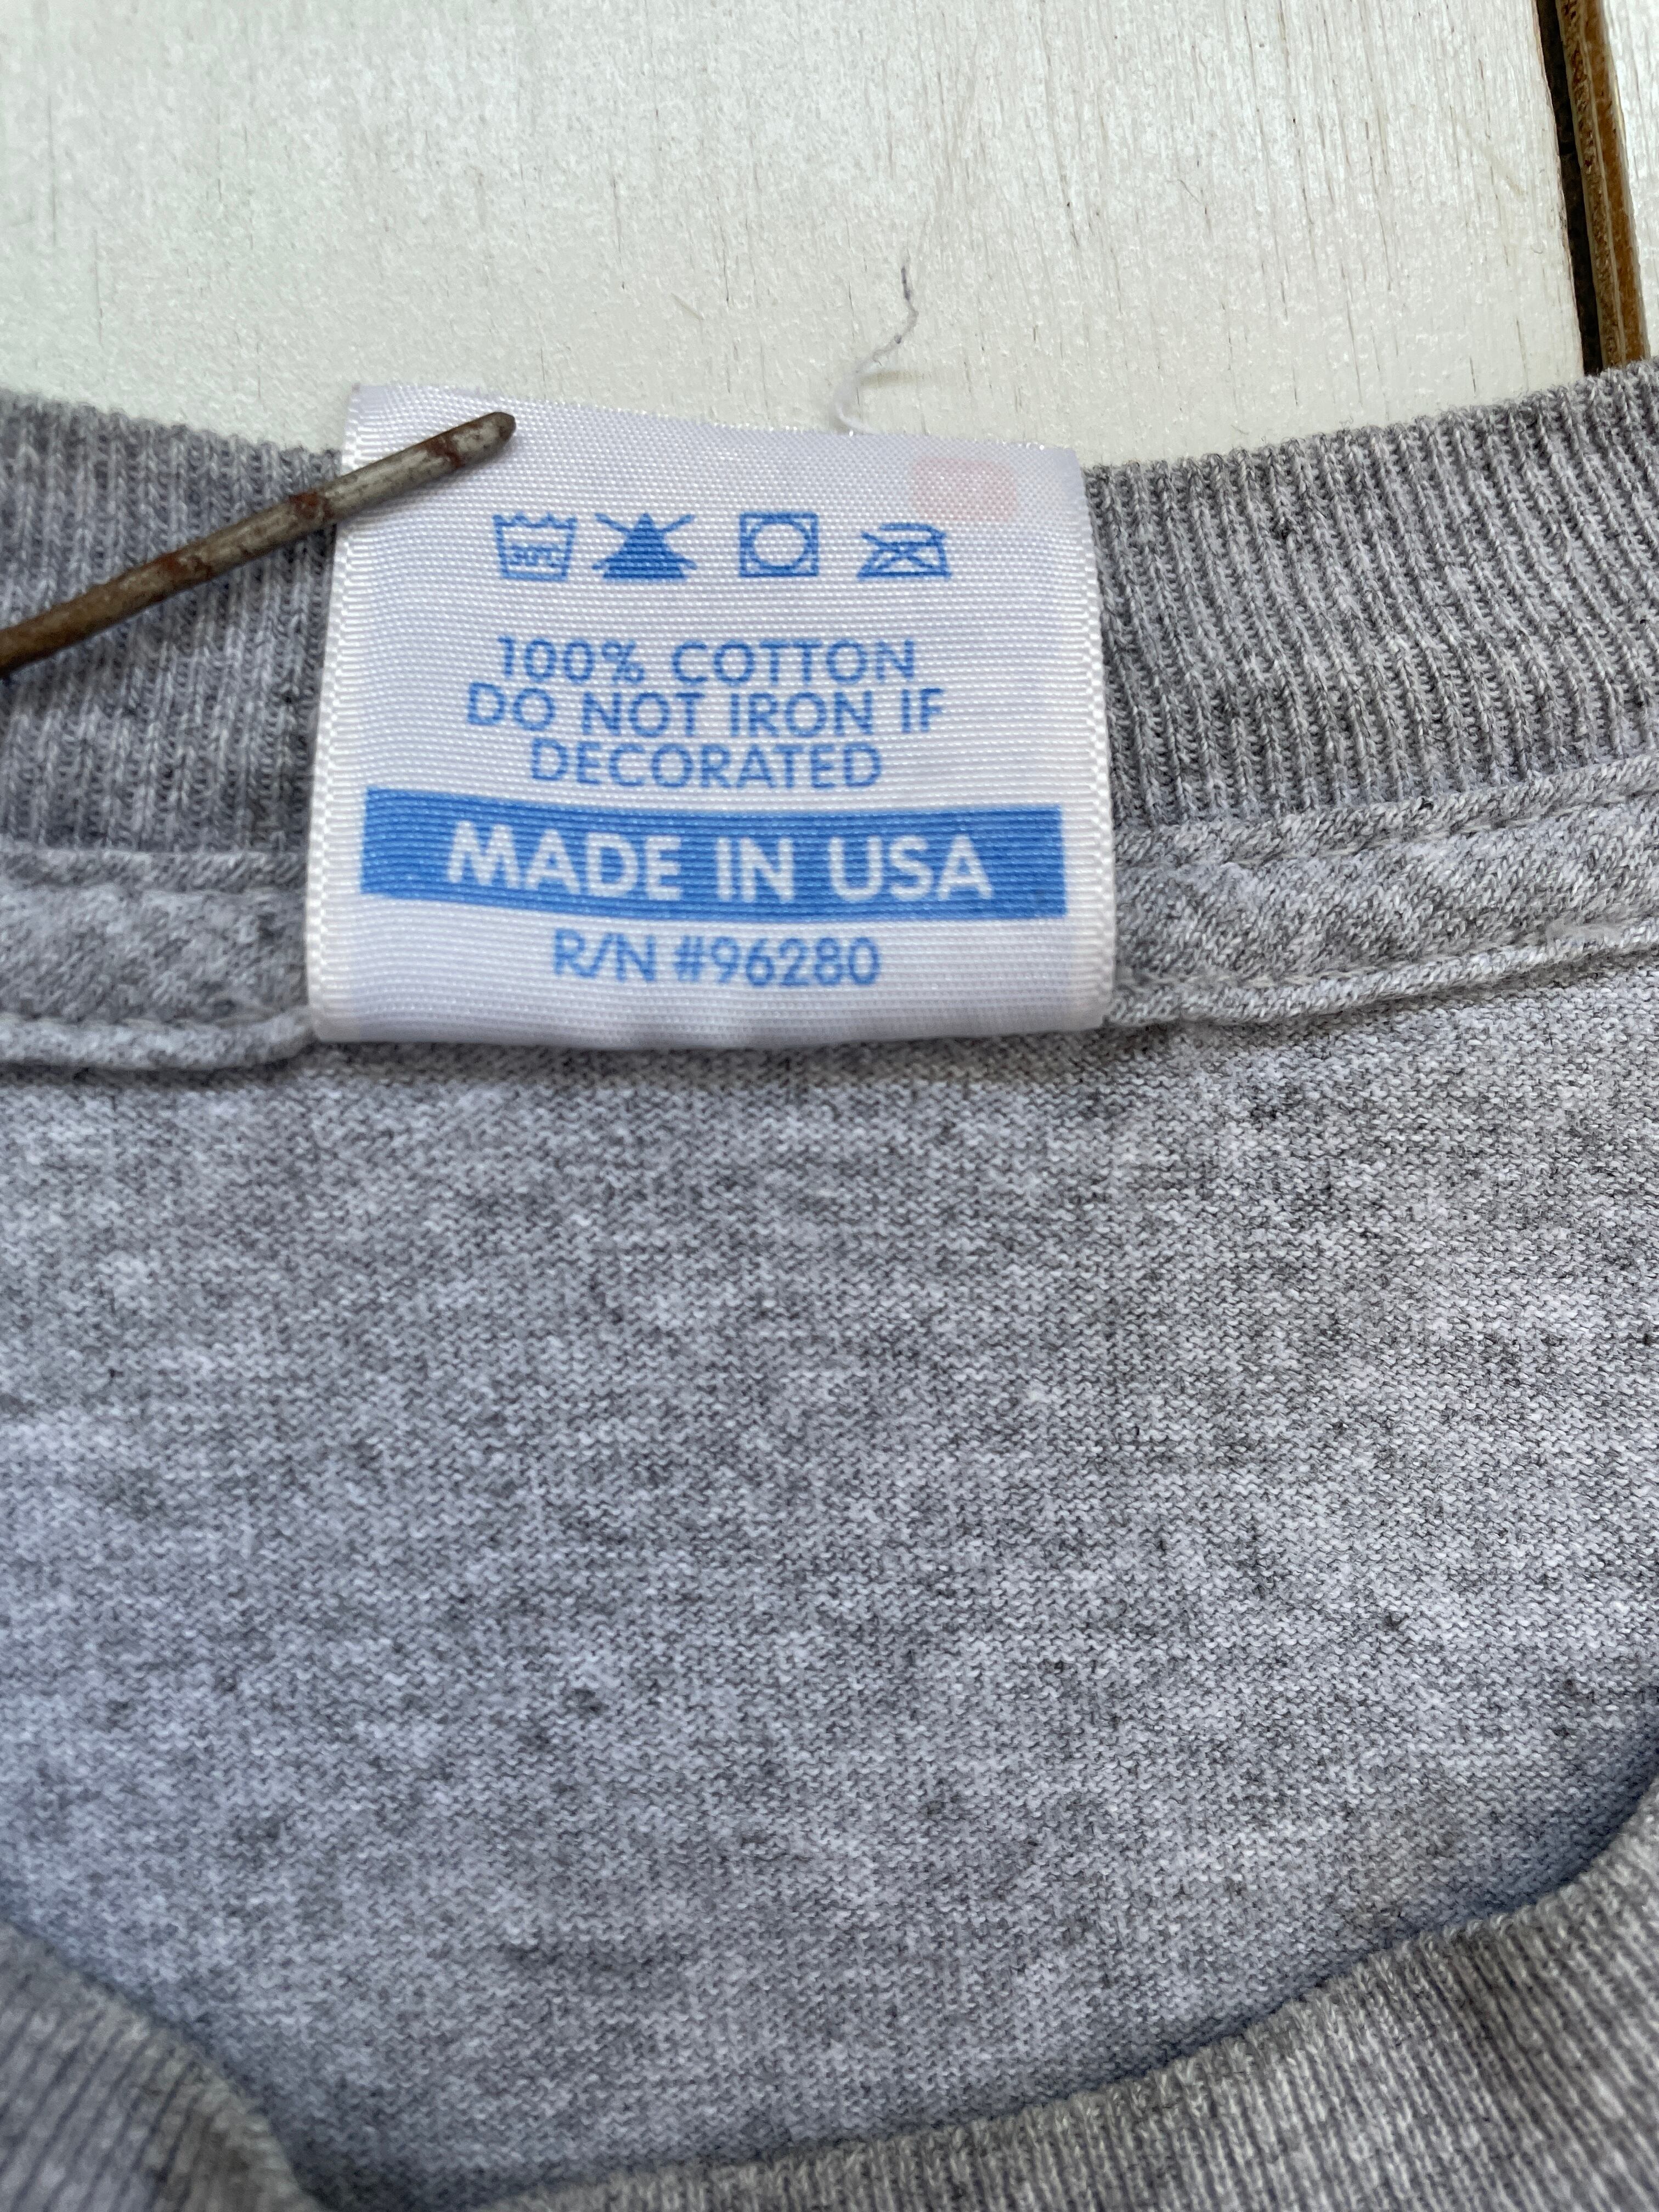 100% COTTON
DO NOT IRON IF
DECORATED
MADE IN USA
R/N #96280